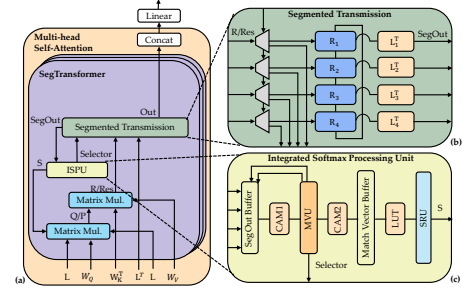 Linear
Concat
Multi-head
Self-Attention
SegTransformer
Out
SegOut
Segmented Transmission
Selector
S
ISPU
R/Res
Matrix Mul.
Q/P
Matrix Mul.
L W_Q W_K^T L^T L W_V
(a)
Segmented Transmission
R/Res
R_1 L_1^T SegOut
R_2 L_2^T
R_3 L_3^T
R_4 L_4^T
(b)
Integrated Softmax Processing Unit
Seg Out Buffer
CAM1
MVU
CAM2
Match Vector Buffer
LUT
SRU
S
Selector
(c)